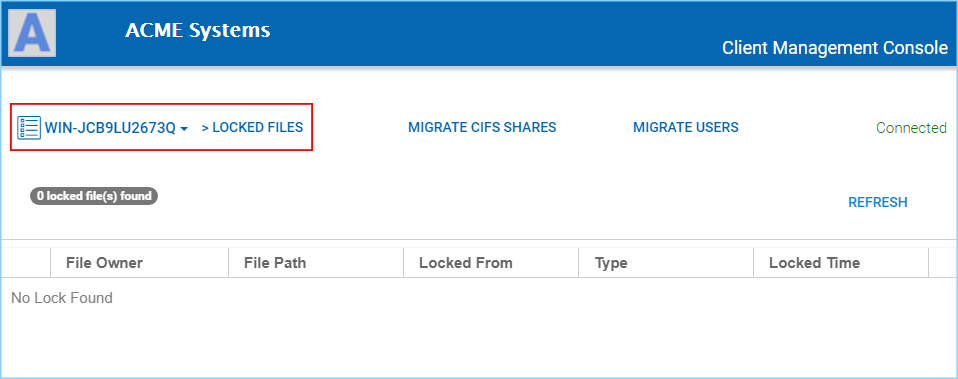 A
ACME Systems
Client Management Console
WIN-JCB9LU2673Q > LOCKED FILES MIGRATE CIFS SHARES MIGRATE USERS Connected
0 locked file(s) found
REFRESH
File Owner File Path Locked From Type Locked Time
No Lock Found